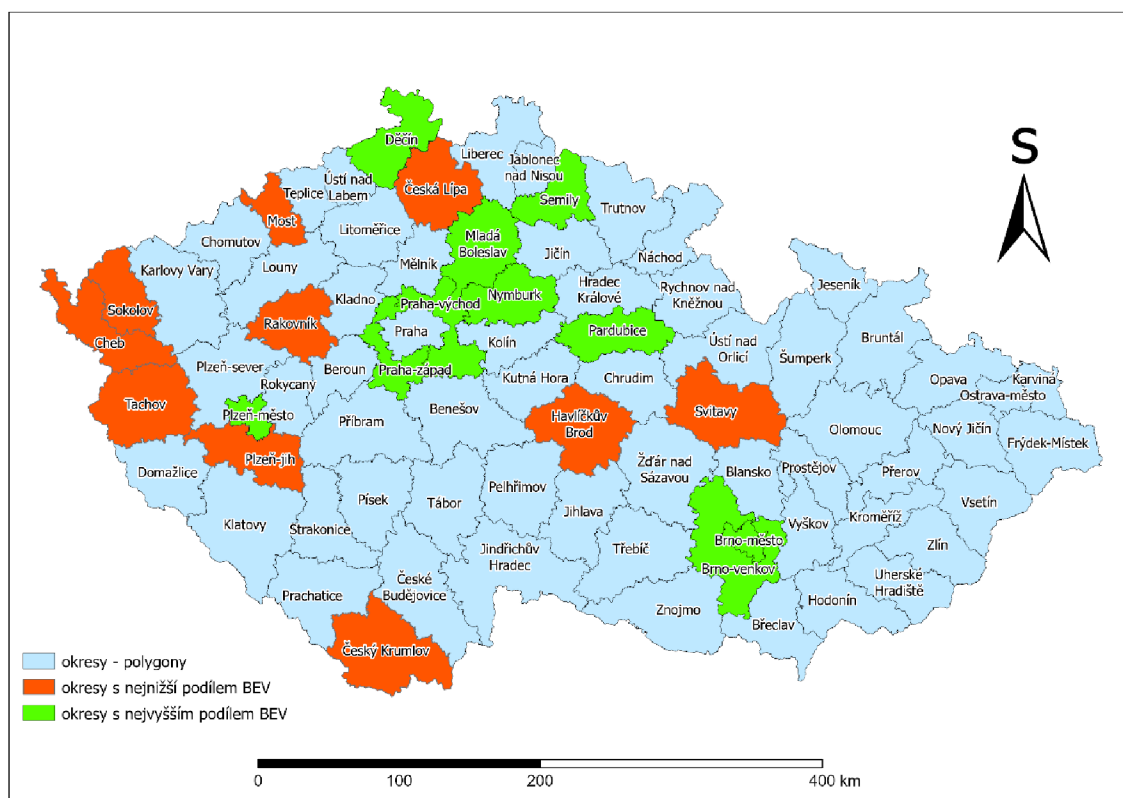 S
Děčín
Liberec
Jablonec
nad Nisou
Česká Lípa
Ústí nad
Labem
Teplice
Semily
Trutnov
Most
Litoměřice
Mladá
Boleslav
Chomutov
Jičín
Náchod
Karlovy Vary
Louny
Mělník
Hradec
Králové
Rychnov nad
Kněžnou
Jeseník
Sokolov
Kladno
Praha-východ
Nymburk
Rakovník
Praha
Pardubice
Cheb
Kolín
Ústí nad
Orlicí
Šumperk
Bruntál
Plzeň-sever
Beroun
Praha-západ
Rokycany
Kutná Hora
Chrudim
Opava
Karviná
Ostrava-město
Tachov
Plzeň-město
Příbram
Benešov
Havlíčkův
Brod
Svitavy
Olomouc
Nový Jičín
Frýdek-Místek
Plzeň-jih
Domažlice
Žďár nad
Sázavou
Blansko
Prostějov
Přerov
Klatovy
Písek
Tábor
Pelhřimov
Jihlava
Vsetín
Strakonice
Vyškov
Kroměříž
Brno-město
Třebíč
Zlín
Jindřichův
Hradec
Brno-venkov
České
Budějovice
Uherské
Hradiště
Prachatice
Znojmo
Hodonín
Břeclav
Český Krumlov
okresy - polygony
okresy s nejnižší podílem BEV
okresy s nejvyšším podílem BEV
0 100 200 400 km